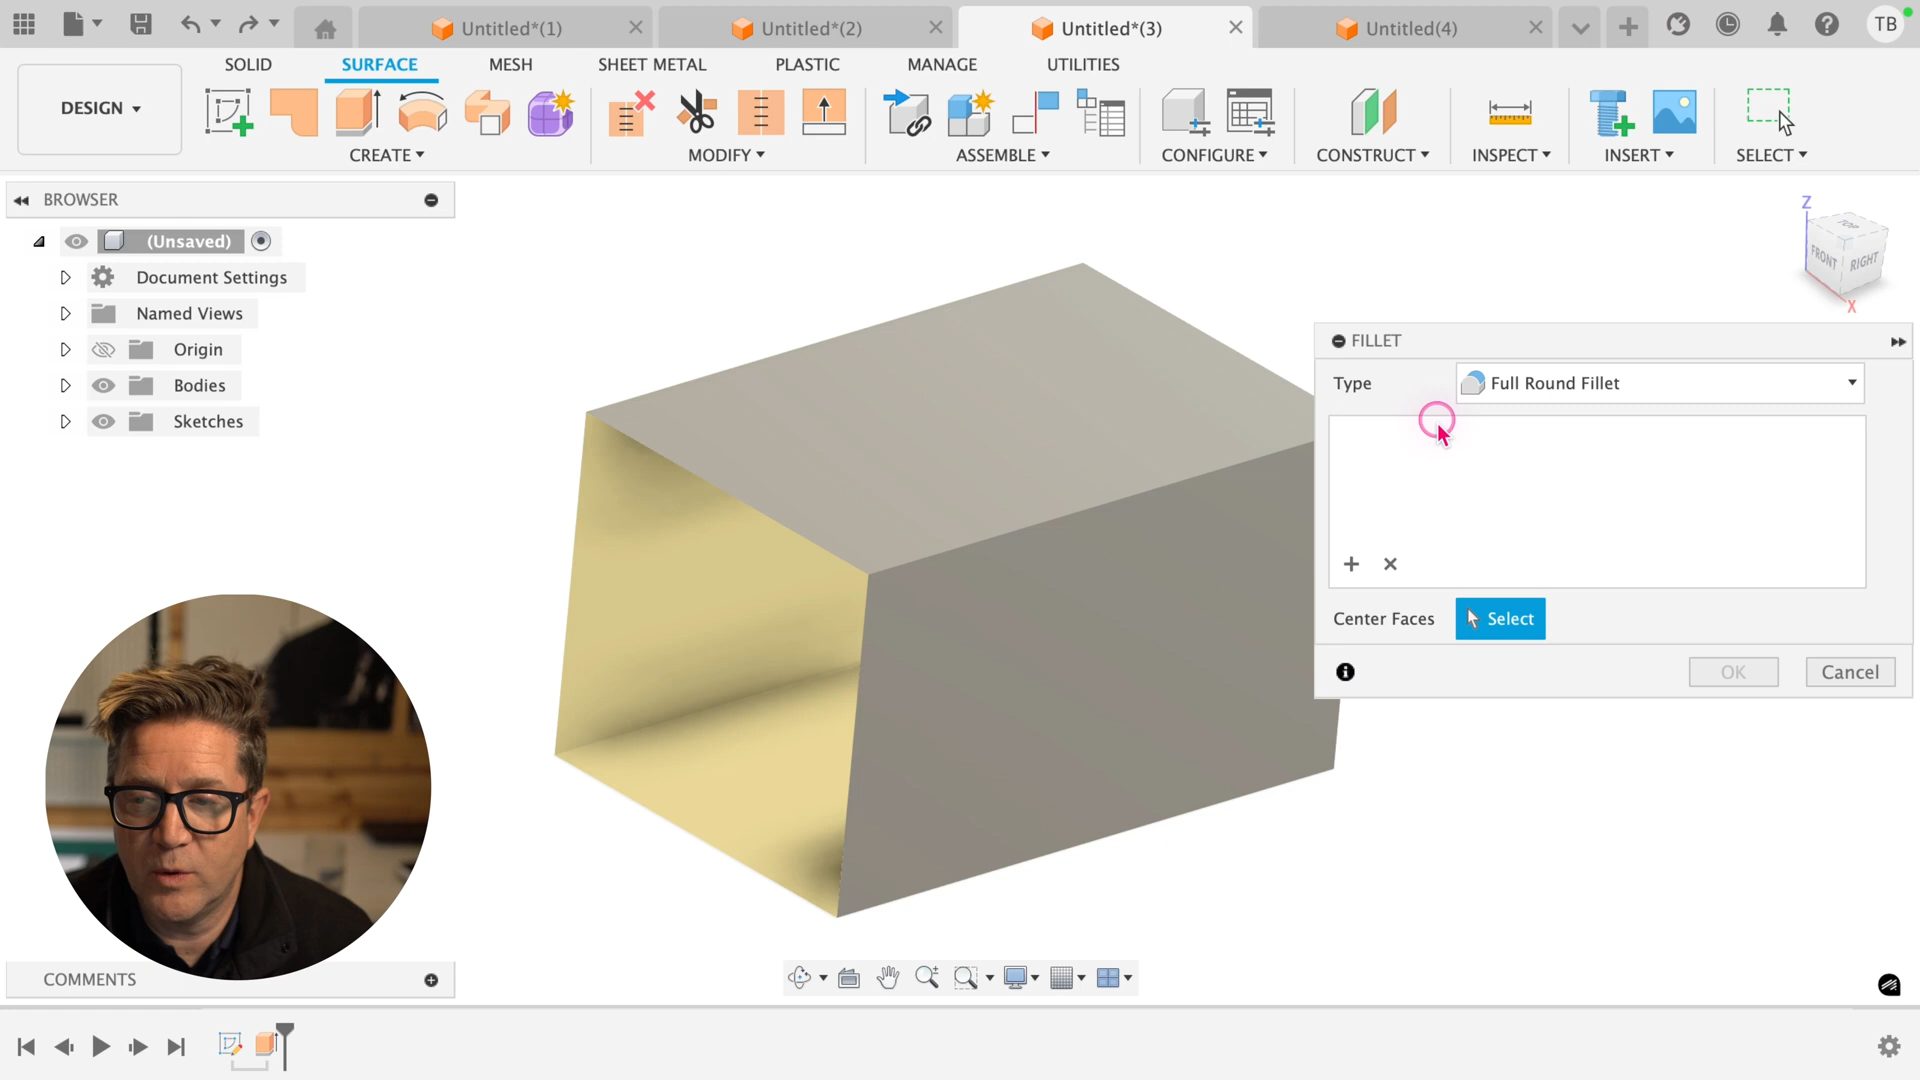 Untitled*(1)
Untitled*(2)
Untitled*(3)
Untitled(4)
TB
SOLID
SURFACE
MESH
SHEET METAL
PLASTIC
MANAGE
UTILITIES
DESIGN
CREATE
MODIFY
ASSEMBLE
CONFIGURE
CONSTRUCT
INSPECT
INSERT
SELECT
BROWSER
(Unsaved)
Document Settings
Named Views
Origin
Bodies
Sketches
Z
TOP
FRONT
RIGHT
X
FILLET
Type
Full Round Fillet
Center Faces
Select
OK
Cancel
COMMENTS